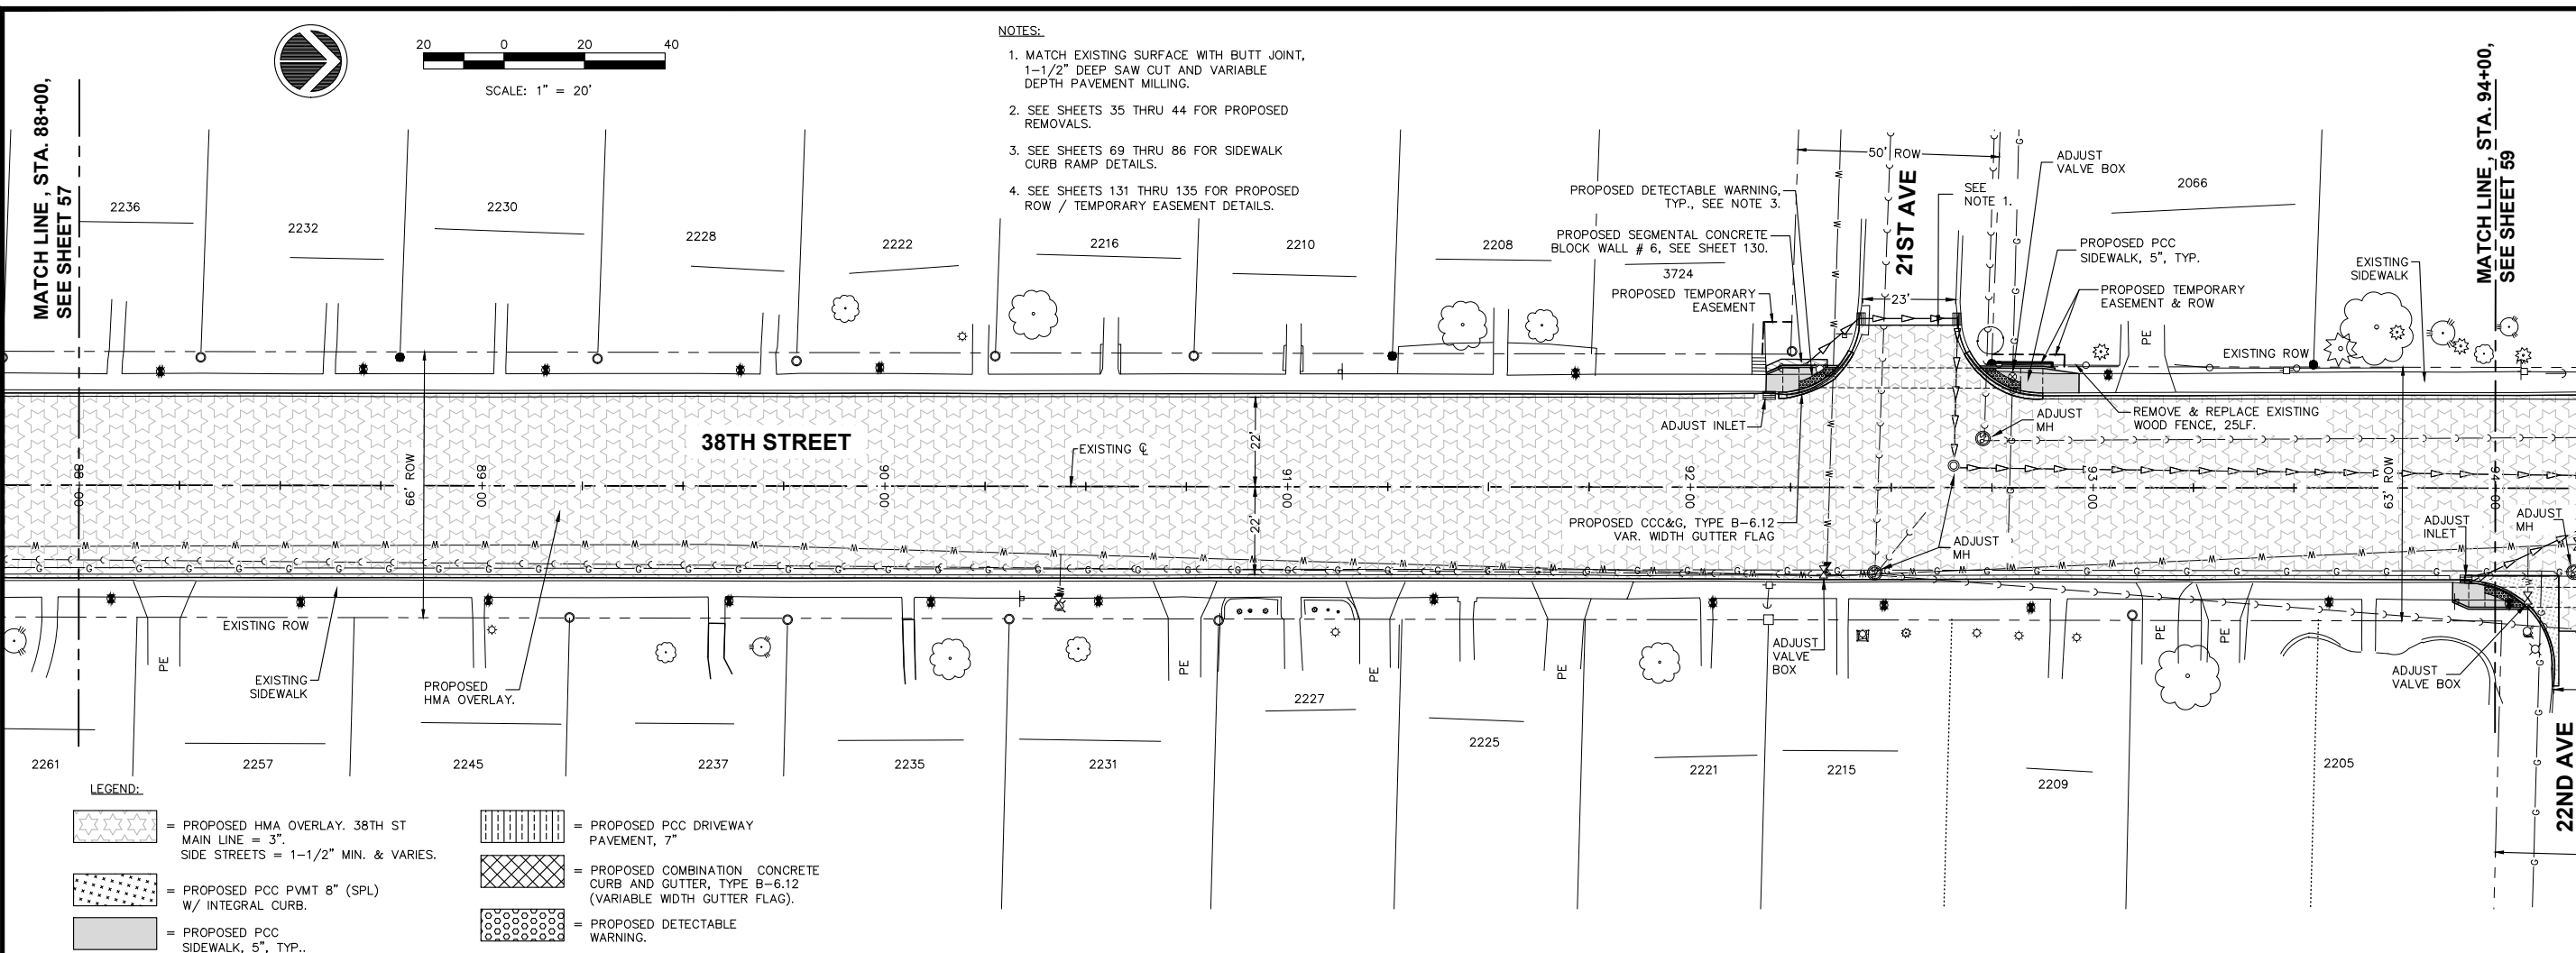 20 0 20 40
SCALE: 1" = 20'
NOTES:
1. MATCH EXISTING SURFACE WITH BUTT JOINT,
1-1/2" DEEP SAW CUT AND VARIABLE
DEPTH PAVEMENT MILLING.
2. SEE SHEETS 35 THRU 44 FOR PROPOSED
REMOVALS.
3. SEE SHEETS 69 THRU 86 FOR SIDEWALK
CURB RAMP DETAILS.
4. SEE SHEETS 131 THRU 135 FOR PROPOSED
ROW / TEMPORARY EASEMENT DETAILS.
MATCH LINE , STA. 88+00,
SEE SHEET 57
MATCH LINE, STA. 94+00,
SEE SHEET 59
2236
2232
2230
2228
2222
2216
2210
2208
3724
2066
50' ROW
21ST AVE
23'
SEE
NOTE 1.
ADJUST
VALVE BOX
PROPOSED DETECTABLE WARNING,
TYP., SEE NOTE 3.
PROPOSED SEGMENTAL CONCRETE
BLOCK WALL # 6, SEE SHEET 130.
PROPOSED TEMPORARY
EASEMENT
PROPOSED PCC
SIDEWALK, 5", TYP.
PROPOSED TEMPORARY
EASEMENT & ROW
EXISTING
SIDEWALK
PE
PE
EXISTING ROW
ADJUST INLET
ADJUST
MH
REMOVE & REPLACE EXISTING
WOOD FENCE, 25LF.
38TH STREET
EXISTING ℄
22'
22'
66' ROW
63' ROW
88+00
89+00
90+00
91+00
92+00
93+00
94+00
PROPOSED CCC&G, TYPE B-6.12
VAR. WIDTH GUTTER FLAG
ADJUST
MH
ADJUST
INLET
ADJUST
MH
EXISTING ROW
EXISTING
SIDEWALK
PROPOSED
HMA OVERLAY.
PE
PE
PE
PE
PE
PE
ADJUST
VALVE
BOX
ADJUST
VALVE BOX
22ND AVE
2261
2257
2245
2237
2235
2231
2227
2225
2221
2215
2209
2205
LEGEND:
= PROPOSED HMA OVERLAY. 38TH ST
MAIN LINE = 3".
SIDE STREETS = 1-1/2" MIN. & VARIES.
= PROPOSED PCC PVMT 8" (SPL)
W/ INTEGRAL CURB.
= PROPOSED PCC
SIDEWALK, 5", TYP..
= PROPOSED PCC DRIVEWAY
PAVEMENT, 7"
= PROPOSED COMBINATION CONCRETE
CURB AND GUTTER, TYPE B-6.12
(VARIABLE WIDTH GUTTER FLAG).
= PROPOSED DETECTABLE
WARNING.